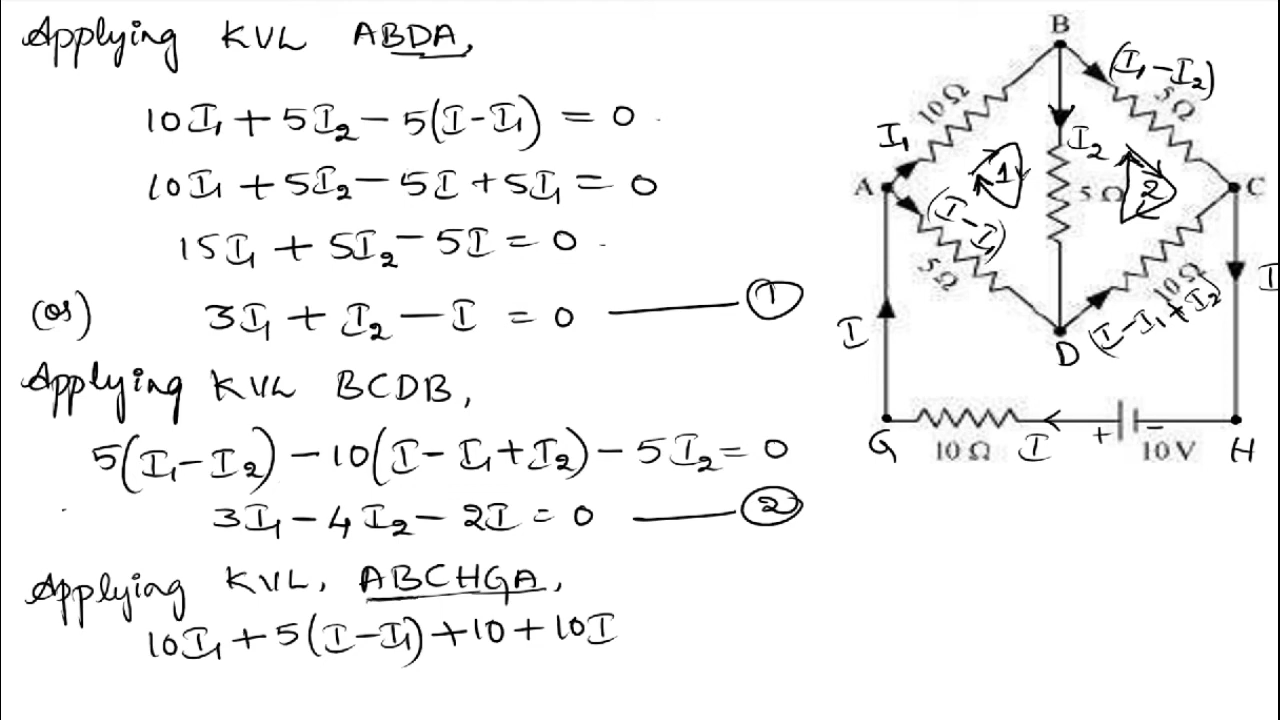 Applying KVL ABDA,
10I₁ + 5I₂ - 5(I-I₁) = 0
10I₁ + 5I₂ - 5I + 5I₁ = 0
15I₁ + 5I₂ - 5I = 0
(or) 3I₁ + I₂ - I = 0 —— ①
Applying KVL BCDB,
5(I₁-I₂) - 10(I-I₁+I₂) - 5I₂ = 0
3I₁ - 4I₂ - 2I = 0 —— ②
Applying KVL, ABCHGA,
10I₁ + 5(I-I₁) + 10 + 10I
B
(I₁-I₂)
10Ω
5Ω
I₁
I₂
A
1
5Ω
2
C
(I-I₁)
5Ω
10Ω
I
I
D
(I-I₁+I₂
G
10Ω
I
+
-
10V
H